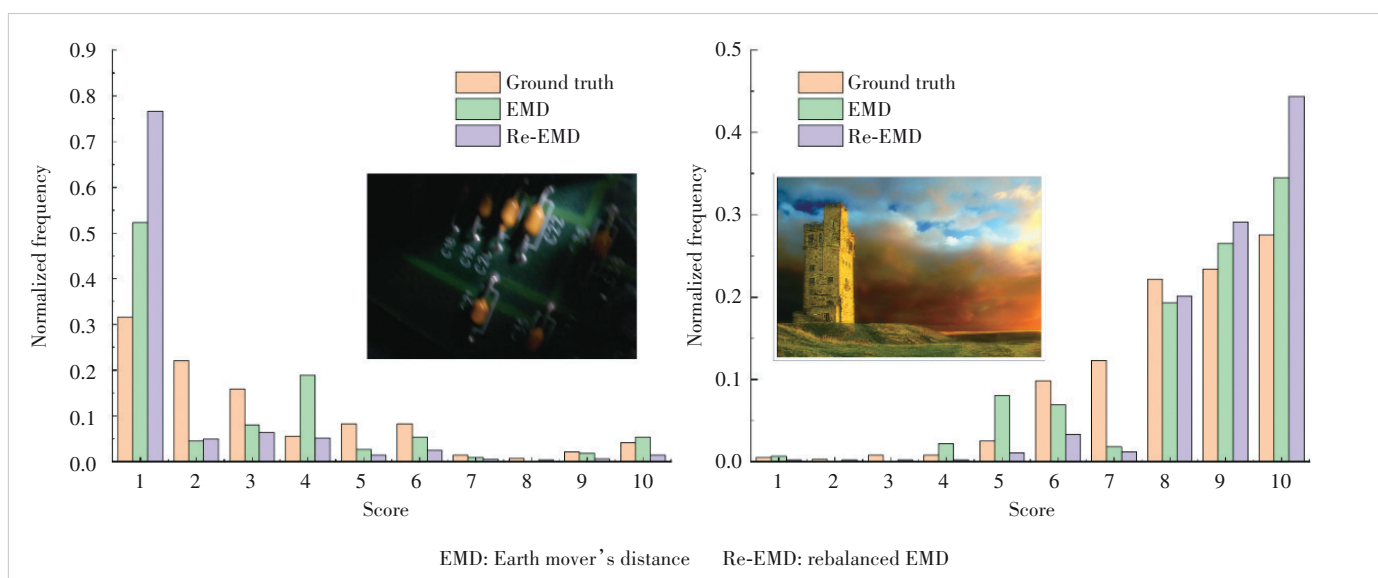 0.9
0.8
0.7
0.6
0.5
0.4
0.3
0.2
0.1
0.0
Normalized frequency
Ground truth
EMD
Re-EMD
1 2 3 4 5 6 7 8 9 10
Score
0.5
0.4
0.3
0.2
0.1
0.0
Normalized frequency
Ground truth
EMD
Re-EMD
1 2 3 4 5 6 7 8 9 10
Score
EMD: Earth mover’s distance Re-EMD: rebalanced EMD